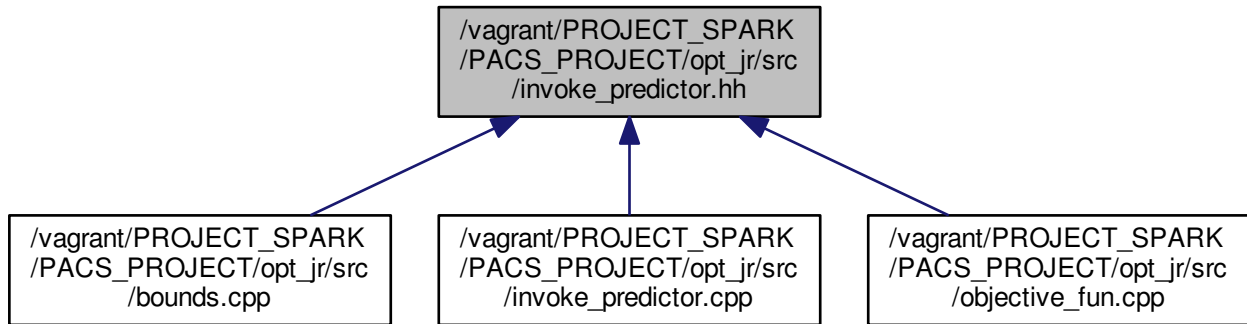 /vagrant/PROJECT_SPARK
/PACS_PROJECT/opt_jr/src
/invoke_predictor.hh
/vagrant/PROJECT_SPARK
/PACS_PROJECT/opt_jr/src
/bounds.cpp
/vagrant/PROJECT_SPARK
/PACS_PROJECT/opt_jr/src
/invoke_predictor.cpp
/vagrant/PROJECT_SPARK
/PACS_PROJECT/opt_jr/src
/objective_fun.cpp